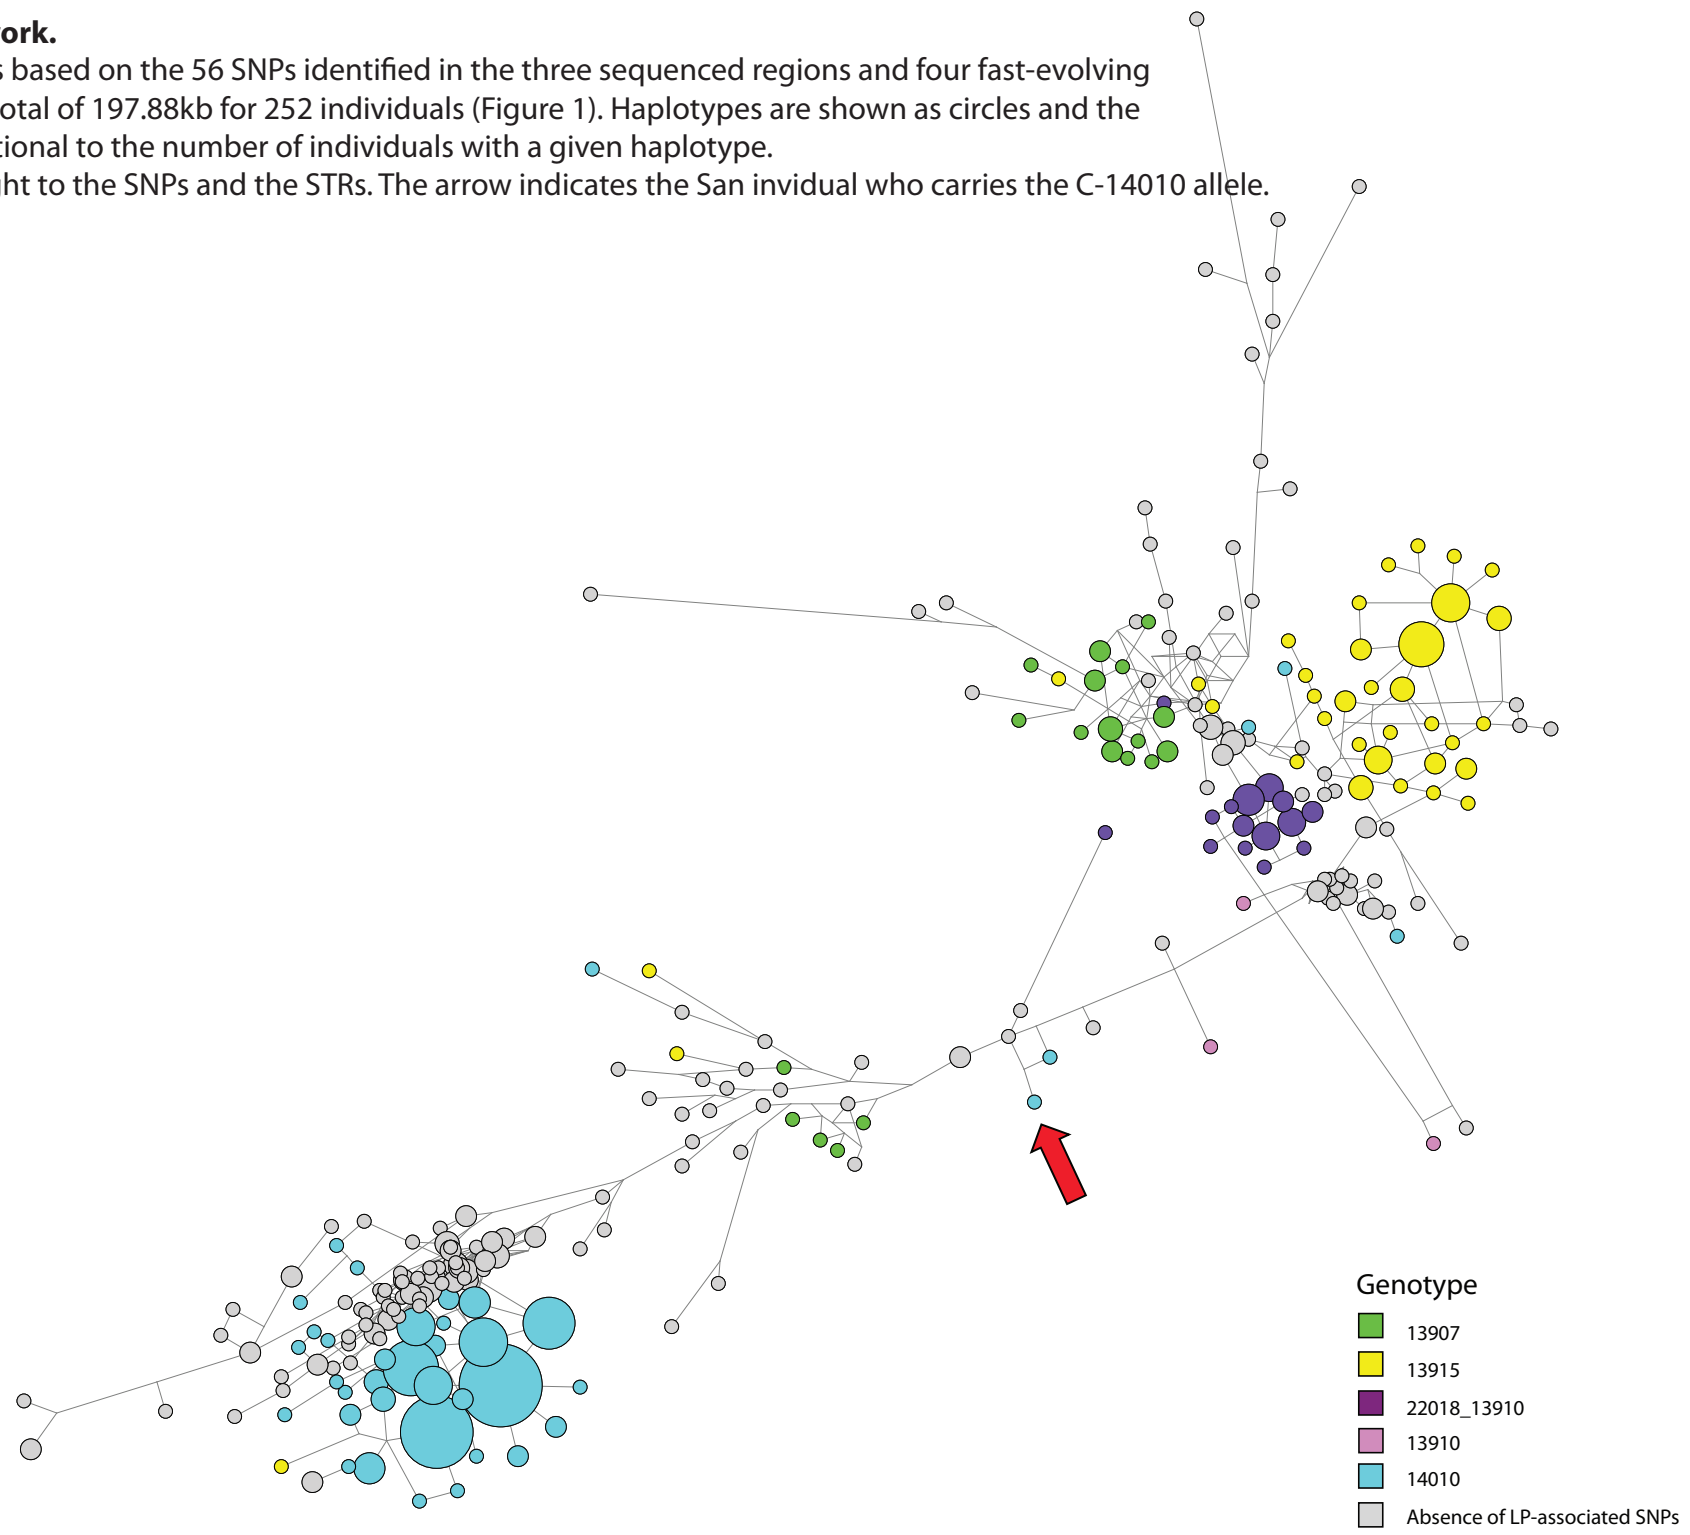 ork.
s based on the 56 SNPs identified in the three sequenced regions and four fast-evolving
otal of 197.88kb for 252 individuals (Figure 1). Haplotypes are shown as circles and the
tional to the number of individuals with a given haplotype.
ght to the SNPs and the STRs. The arrow indicates the San invidual who carries the C-14010 allele.
Genotype
13907
13915
22018_13910
13910
14010
Absence of LP-associated SNPs